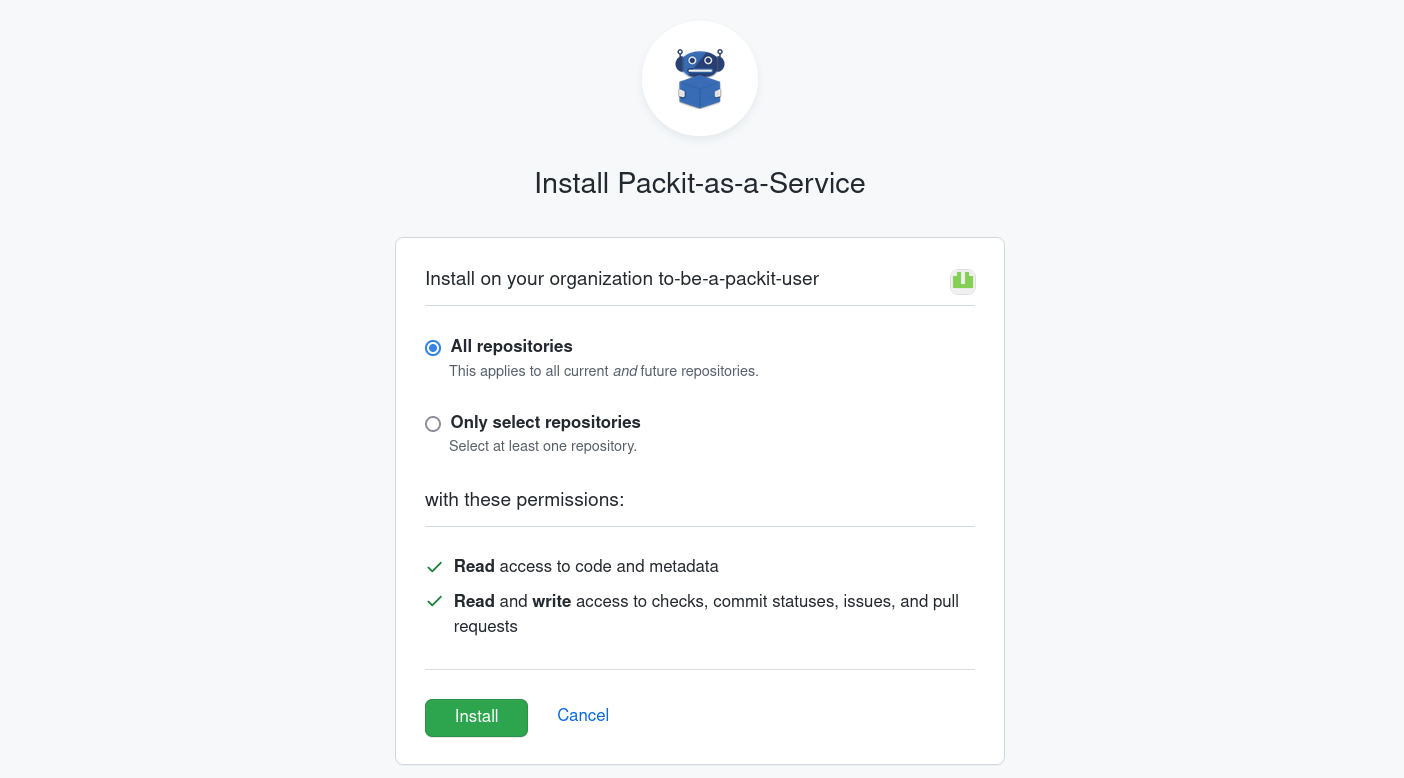 Install Packit-as-a-Service
Install on your organization to-be-a-packit-user
All repositories
This applies to all current and future repositories.
Only select repositories
Select at least one repository.
with these permissions:
Read access to code and metadata
Read and write access to checks, commit statuses, issues, and pull
requests
Install Cancel